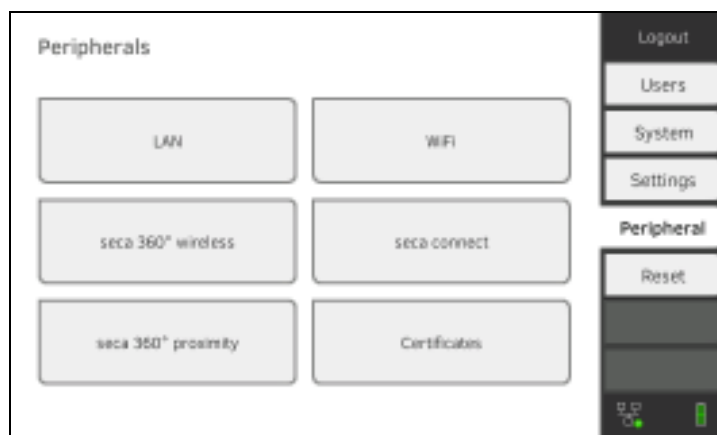 Peripherals
LAN
WiFi
seca 360° wireless
seca connect
seca 360° proximity
Certificates
Logout
Users
System
Settings
Peripheral
Reset